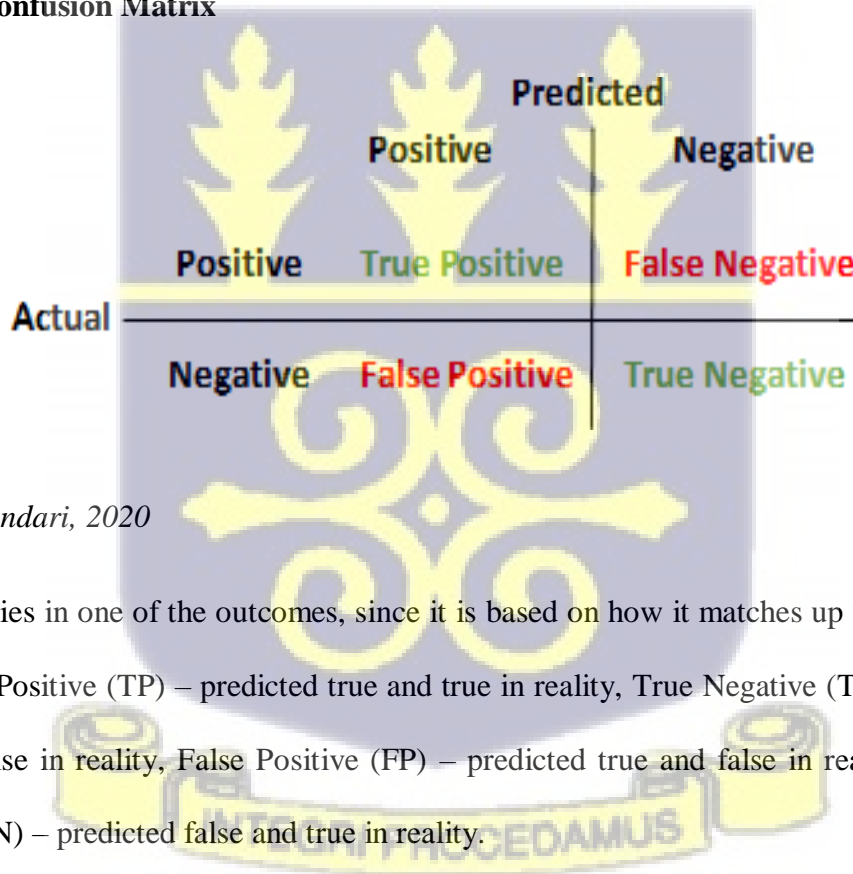 onfusion Matrix
Predicted
Positive Negative
Positive True Positive False Negative
Actual
Negative False Positive True Negative
ndari, 2020
ies in one of the outcomes, since it is based on how it matches up
Positive (TP) – predicted true and true in reality, True Negative (T
lse in reality, False Positive (FP) – predicted true and false in rea
N) – predicted false and true in reality.
INTEGRI PROCEDAMUS